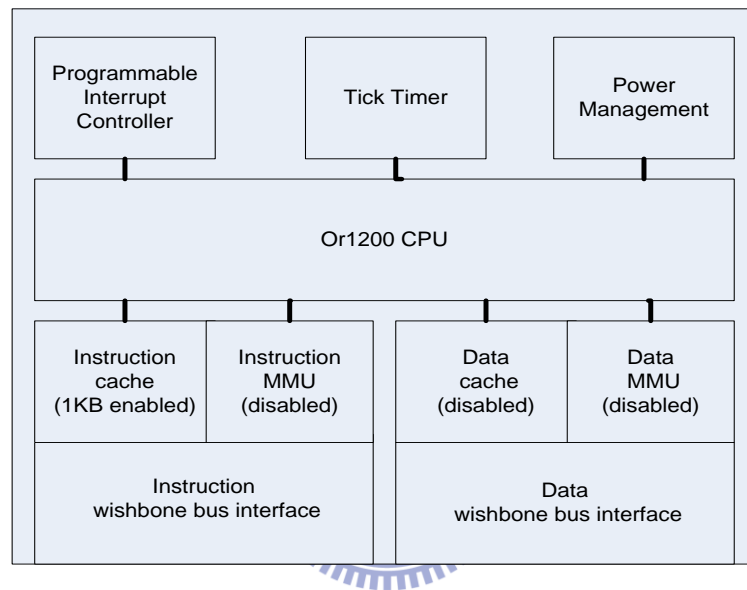 Programmable
Interrupt
Controller
Tick Timer
Power
Management
Or1200 CPU
Instruction
cache
(1KB enabled)
Instruction
MMU
(disabled)
Data
cache
(disabled)
Data
MMU
(disabled)
Instruction
wishbone bus interface
Data
wishbone bus interface